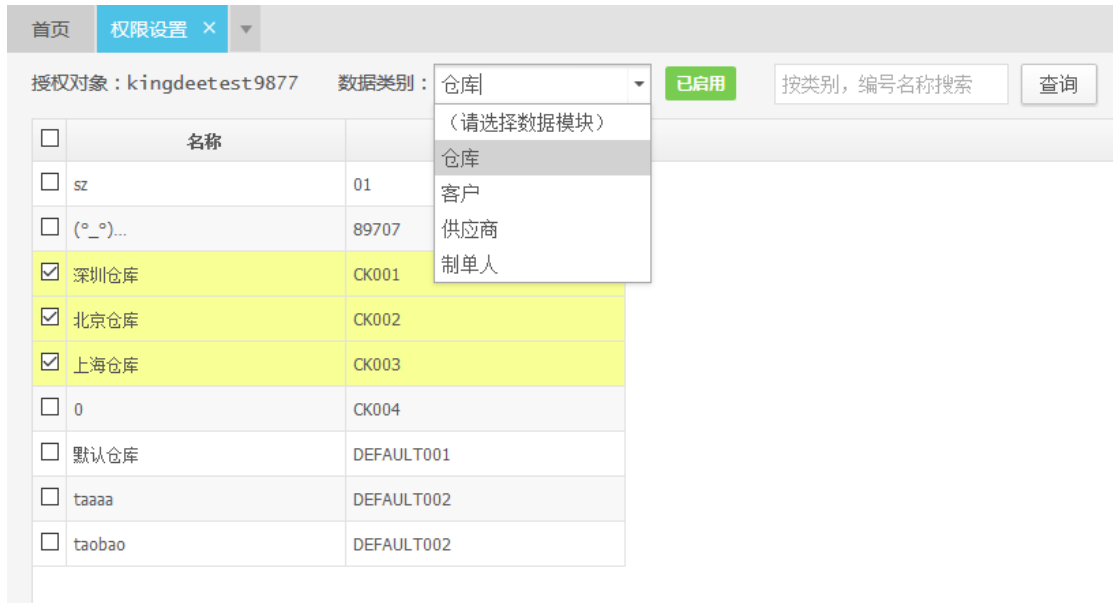 首页 权限设置 ×
授权对象：kingdeetest9877 数据类别： 仓库 已启用 按类别，编号名称搜索 查询
（请选择数据模块）
仓库
客户
供应商
制单人
名称
sz 01
(°_°)... 89707
深圳仓库 CK001
北京仓库 CK002
上海仓库 CK003
0 CK004
默认仓库 DEFAULT001
taaaa DEFAULT002
taobao DEFAULT002